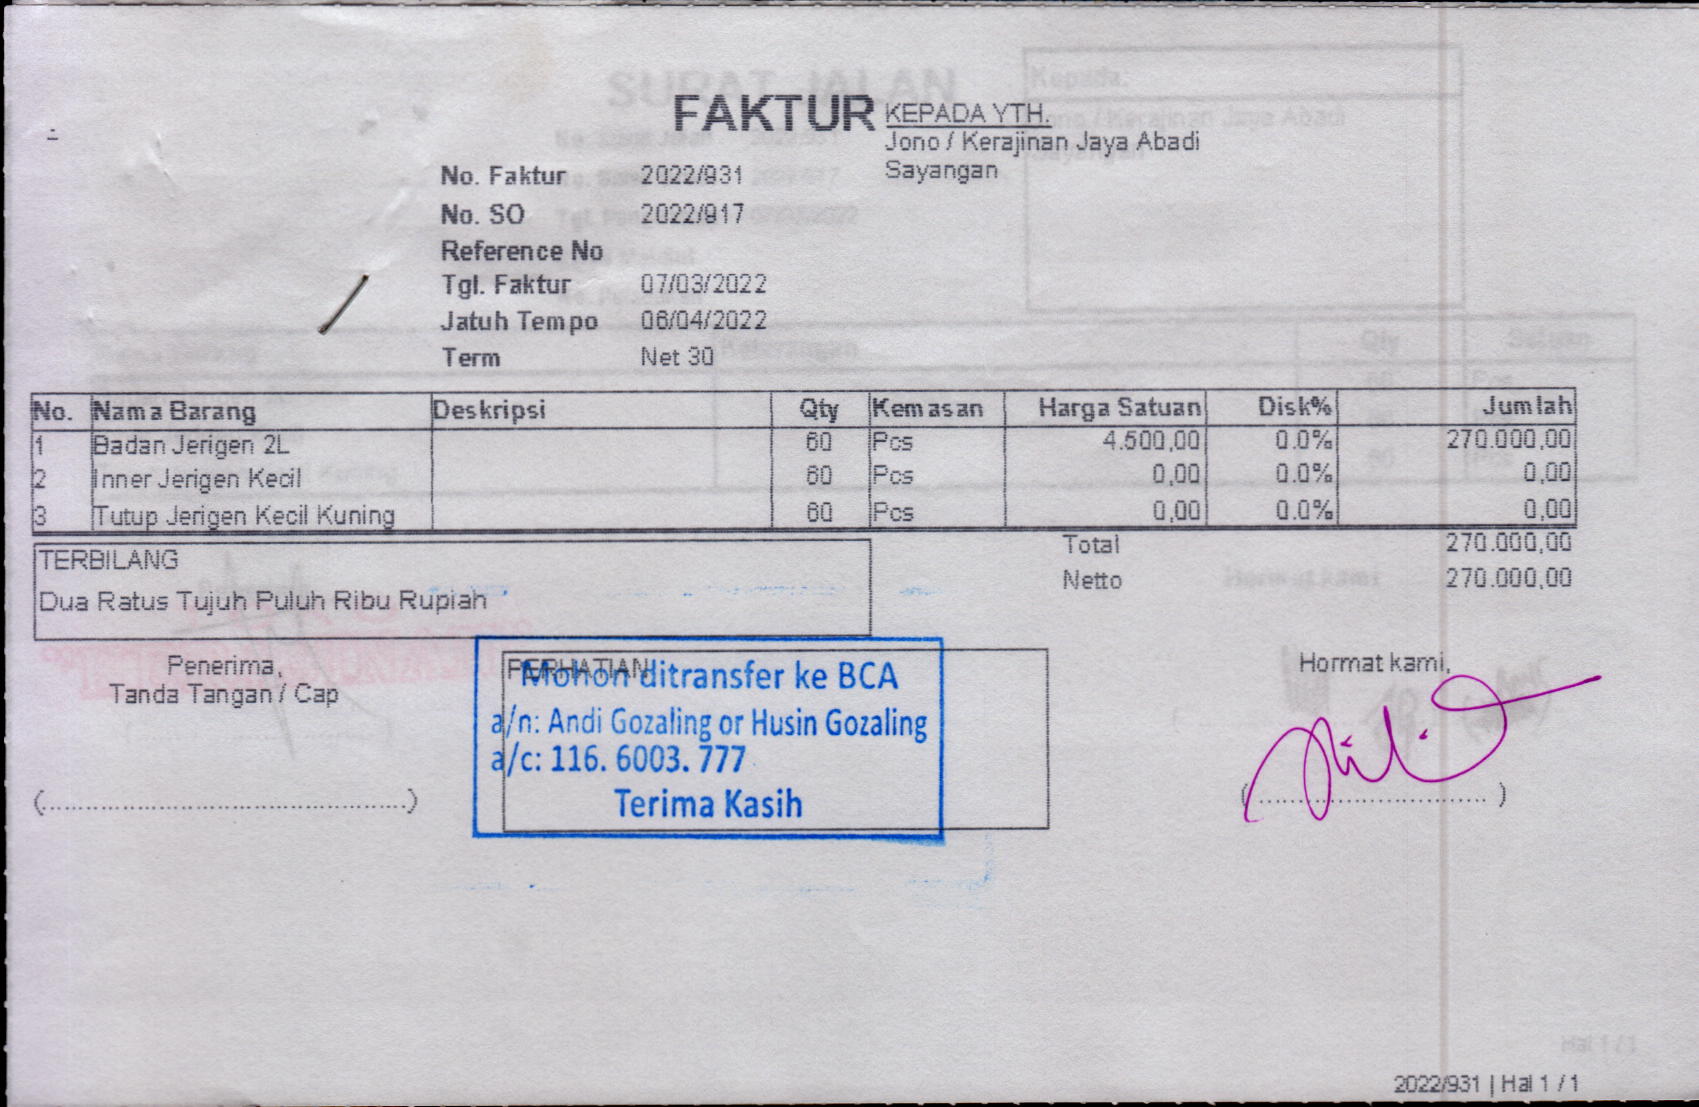 FAKTUR
KEPADA YTH.
Jono / Kerajinan Jaya Abadi
Sayangan
No. Faktur 2022/931
No. SO 2022/917
Reference No
Tgl. Faktur 07/03/2022
Jatuh Tempo 06/04/2022
Term Net 30
No. Nama Barang Deskripsi Qty Kemasan Harga Satuan Disk% Jumlah
1 Badan Jerigen 2L 60 Pcs 4.500,00 0.0% 270.000,00
2 Inner Jerigen Kecil 60 Pcs 0,00 0.0% 0,00
3 Tutup Jerigen Kecil Kuning 60 Pcs 0,00 0.0% 0,00
TERBILANG
Dua Ratus Tujuh Puluh Ribu Rupiah
Total 270.000,00
Netto 270.000,00
Penerima,
Tanda Tangan / Cap
(................................................)
PERHATIAN
Mohon ditransfer ke BCA
a/n: Andi Gozaling or Husin Gozaling
a/c: 116. 6003. 777
Terima Kasih
Hormat kami,
(................................)
2022/931 | Hal 1 / 1